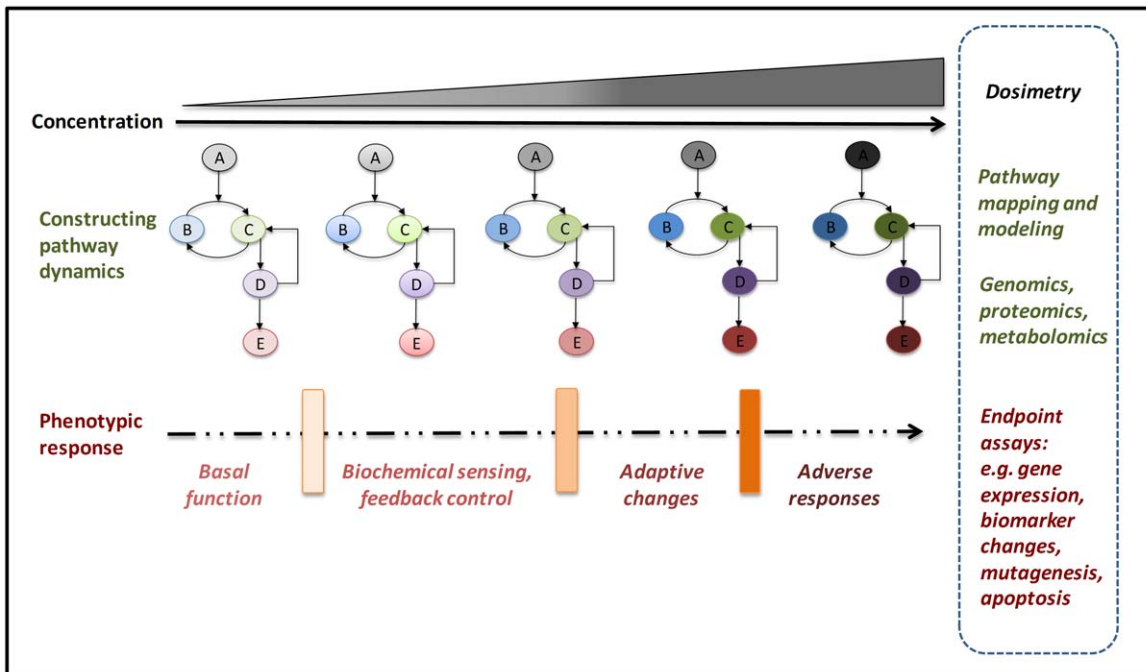 Concentration
A
A
A
A
A
Constructing
pathway
dynamics
B
C
B
C
B
C
B
C
B
C
D
D
D
D
D
E
E
E
E
E
Phenotypic
response
Basal
function
Biochemical sensing,
feedback control
Adaptive
changes
Adverse
responses
Dosimetry
Pathway
mapping and
modeling
Genomics,
proteomics,
metabolomics
Endpoint
assays:
e.g. gene
expression,
biomarker
changes,
mutagenesis,
apoptosis